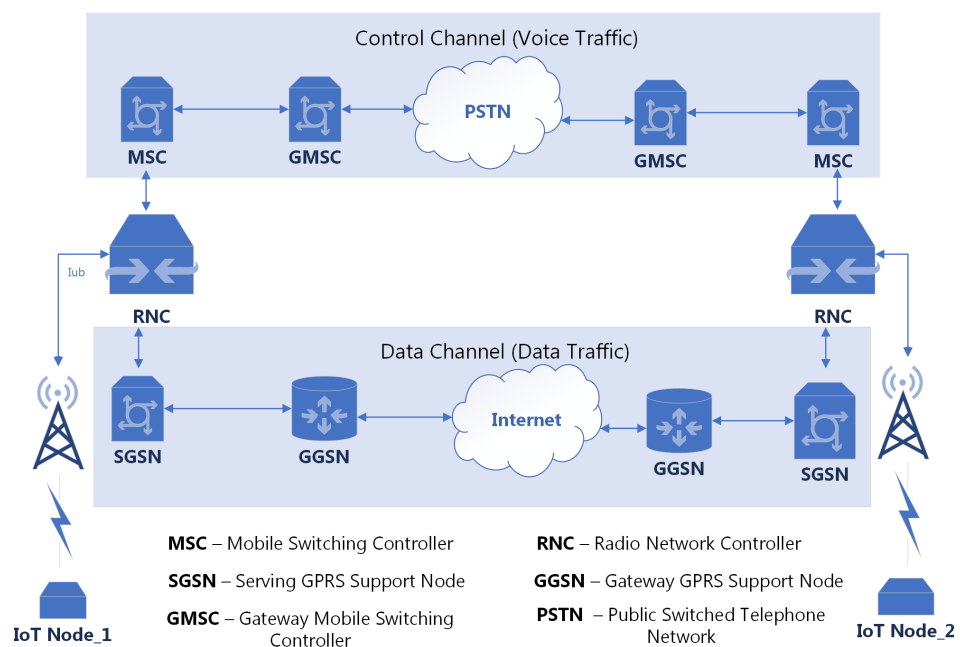 Control Channel (Voice Traffic)
PSTN
MSC
GMSC
GMSC
MSC
Iub
RNC
RNC
Data Channel (Data Traffic)
Internet
SGSN
GGSN
GGSN
SGSN
MSC – Mobile Switching Controller
RNC – Radio Network Controller
SGSN – Serving GPRS Support Node
GGSN – Gateway GPRS Support Node
GMSC – Gateway Mobile Switching
Controller
PSTN – Public Switched Telephone
Network
IoT Node_1
IoT Node_2